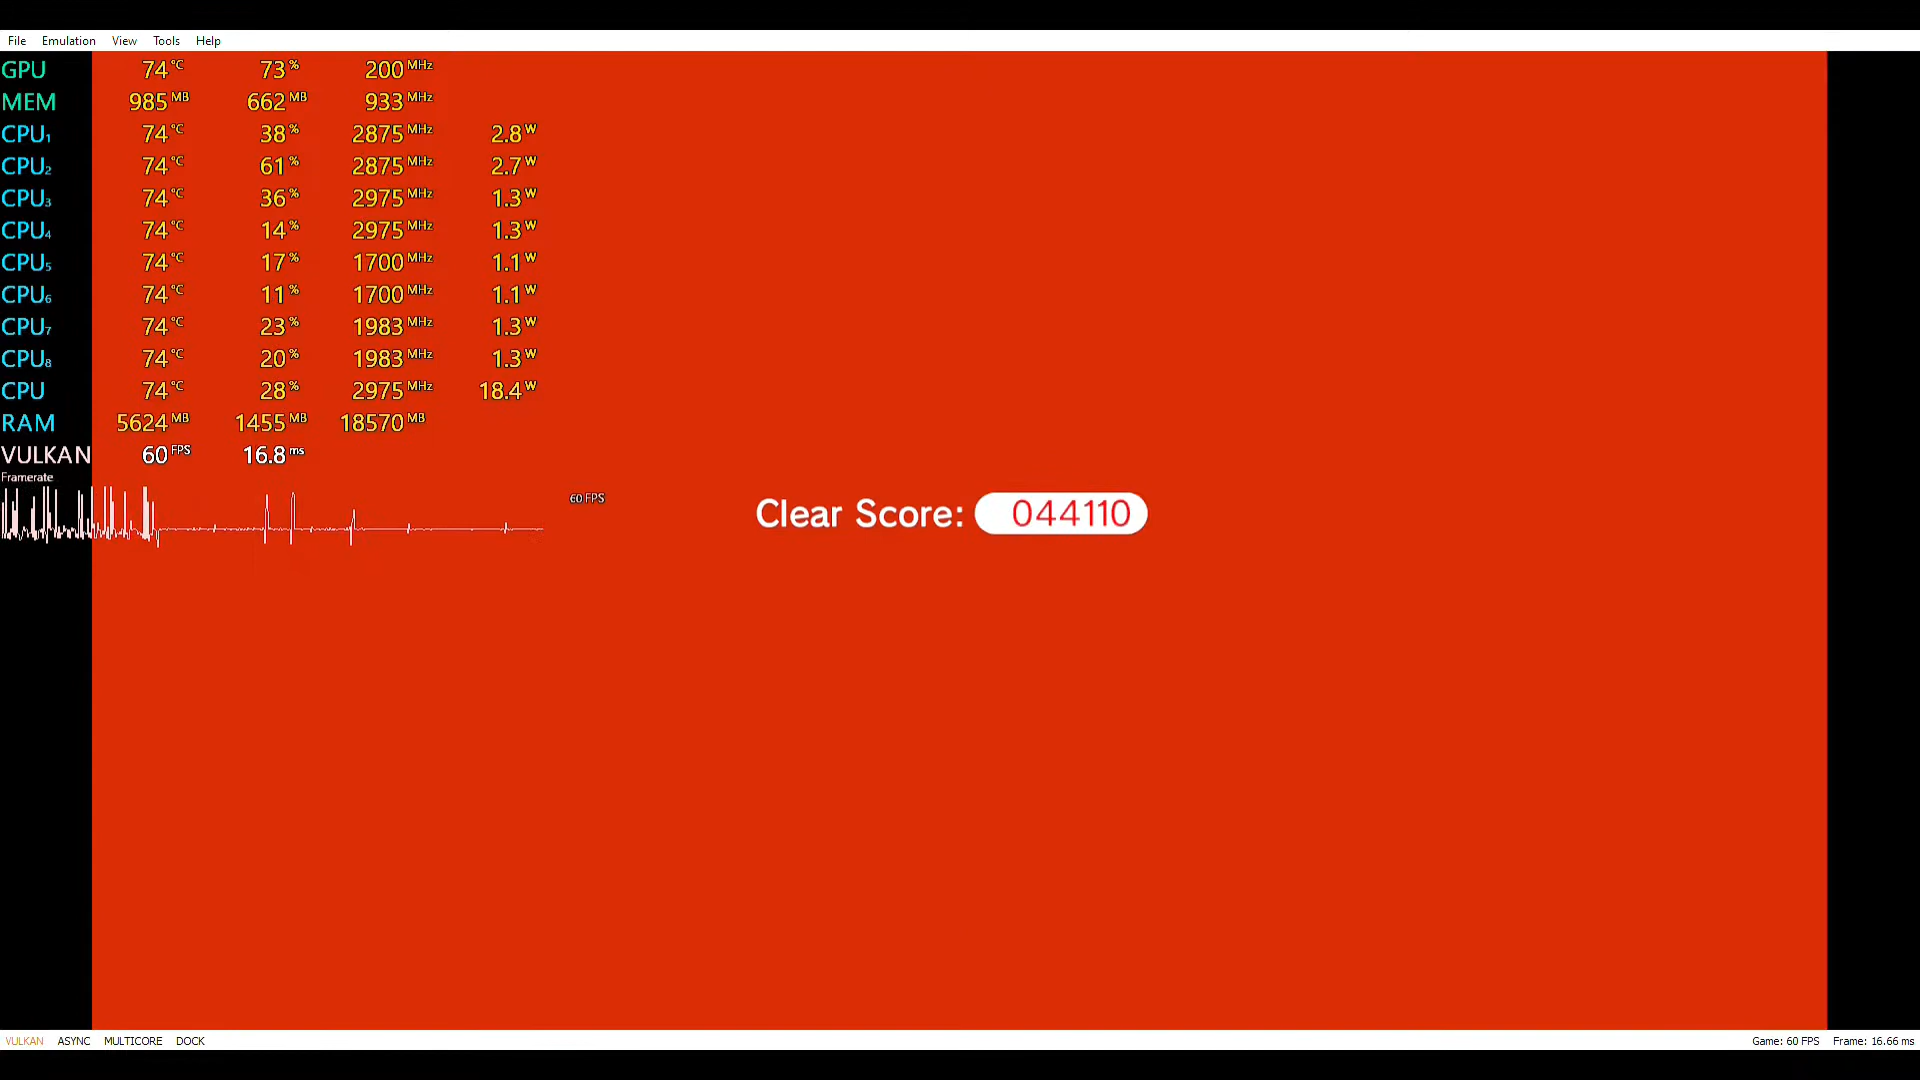 File Emulation View Tools Help
GPU 74 °C 73 % 200 MHz
MEM 985 MB 662 MB 933 MHz
CPU1 74 °C 38 % 2875 MHz 2.8 W
CPU2 74 °C 61 % 2875 MHz 2.7 W
CPU3 74 °C 36 % 2975 MHz 1.3 W
CPU4 74 °C 14 % 2975 MHz 1.3 W
CPU5 74 °C 17 % 1700 MHz 1.1 W
CPU6 74 °C 11 % 1700 MHz 1.1 W
CPU7 74 °C 23 % 1983 MHz 1.3 W
CPU8 74 °C 20 % 1983 MHz 1.3 W
CPU 74 °C 28 % 2975 MHz 18.4 W
RAM 5624 MB 1455 MB 18570 MB
VULKAN 60 FPS 16.8 ms
Framerate
60 FPS
Clear Score: 044110
VULKAN ASYNC MULTICORE DOCK Game: 60 FPS Frame: 16.66 ms